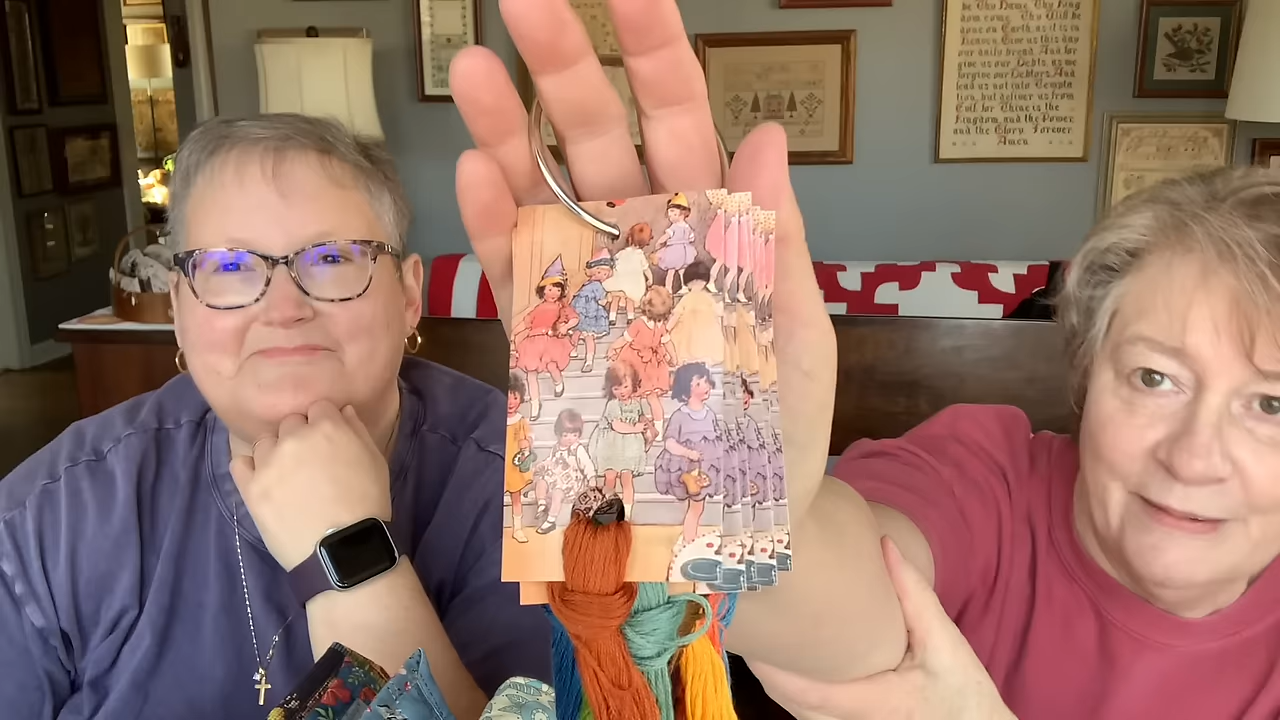 be Thy Name. Thy King
dom come. Thy Will be
done on Earth, as it is in
Heaven. Give us this day
our daily bread. And for
give us our Debts, as we
forgive our Debtors. And
lead us not into Tempta
tion, but deliver us from
Evil, for Thine is the
Kingdom, and the Power
and the Glory. Forever.
Amen.